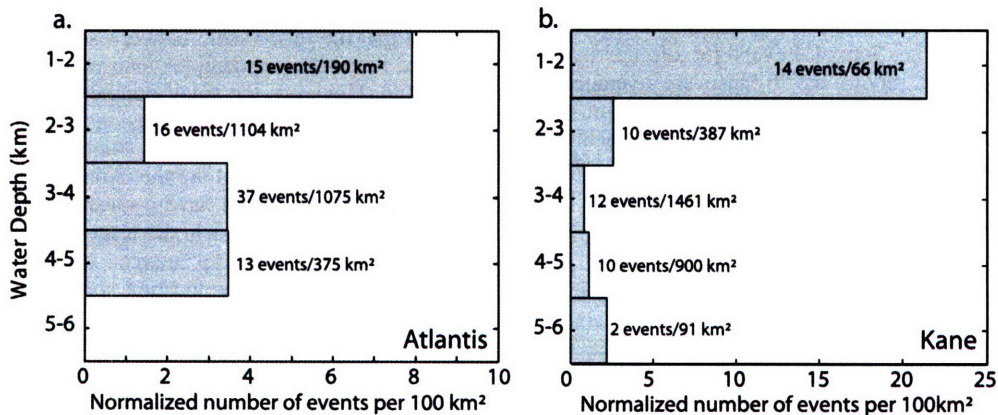 a.
1-2
15 events/190 km²
2-3
16 events/1104 km²
3-4
37 events/1075 km²
4-5
13 events/375 km²
5-6
Atlantis
Water Depth (km)
0 2 4 6 8 10
Normalized number of events per 100 km²
b.
1-2
14 events/66 km²
2-3
10 events/387 km²
3-4
12 events/1461 km²
4-5
10 events/900 km²
5-6
2 events/91 km²
Kane
0 5 10 15 20 25
Normalized number of events per 100km²